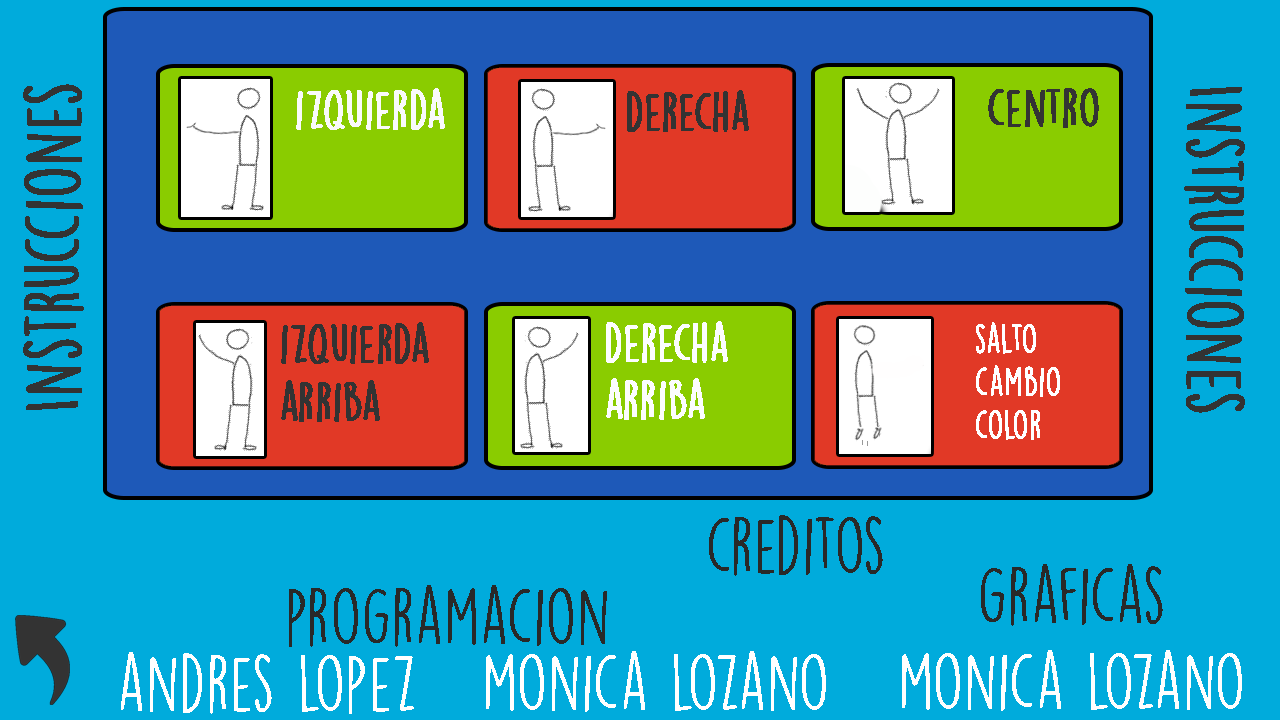 INSTRUCCIONES
IZQUIERDA
DERECHA
CENTRO
IZQUIERDA
ARRIBA
DERECHA
ARRIBA
SALTO
CAMBIO
COLOR
INSTRUCCIONES
CREDITOS
PROGRAMACION
GRAFICAS
ANDRES LOPEZ
MONICA LOZANO
MONICA LOZANO